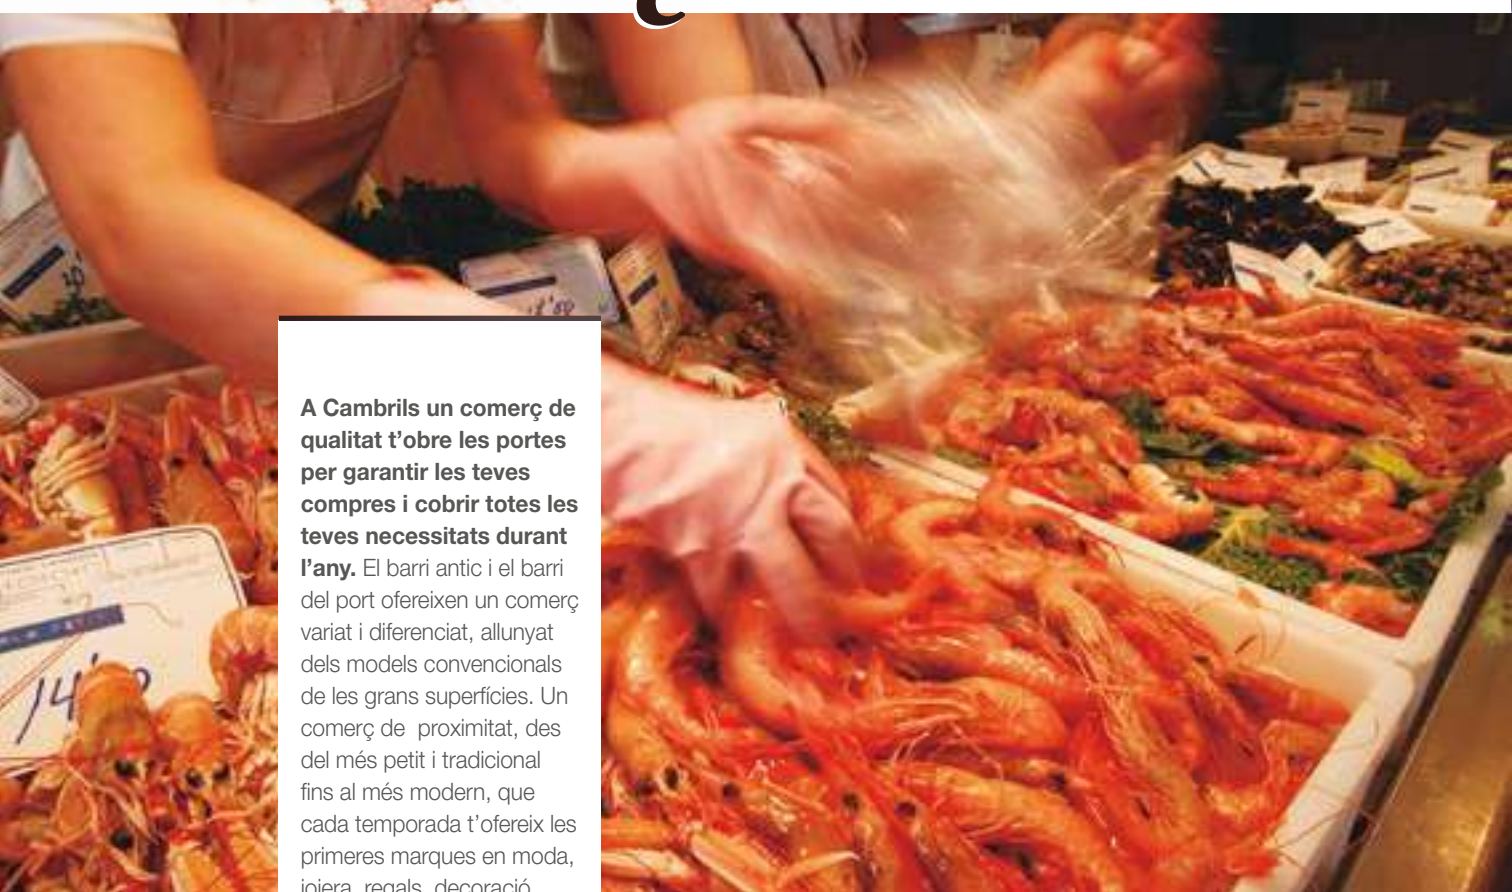 A Cambrils un comerç de
qualitat t’obre les portes
per garantir les teves
compres i cobrir totes les
teves necessitats durant
l’any. El barri antic i el barri
del port ofereixen un comerç
variat i diferenciat, allunyat
dels models convencionals
de les grans superfícies. Un
comerç de  proximitat, des
del més petit i tradicional
fins al més modern, que
cada temporada t’ofereix les
primeres marques en moda,
joiera, regals, decoració